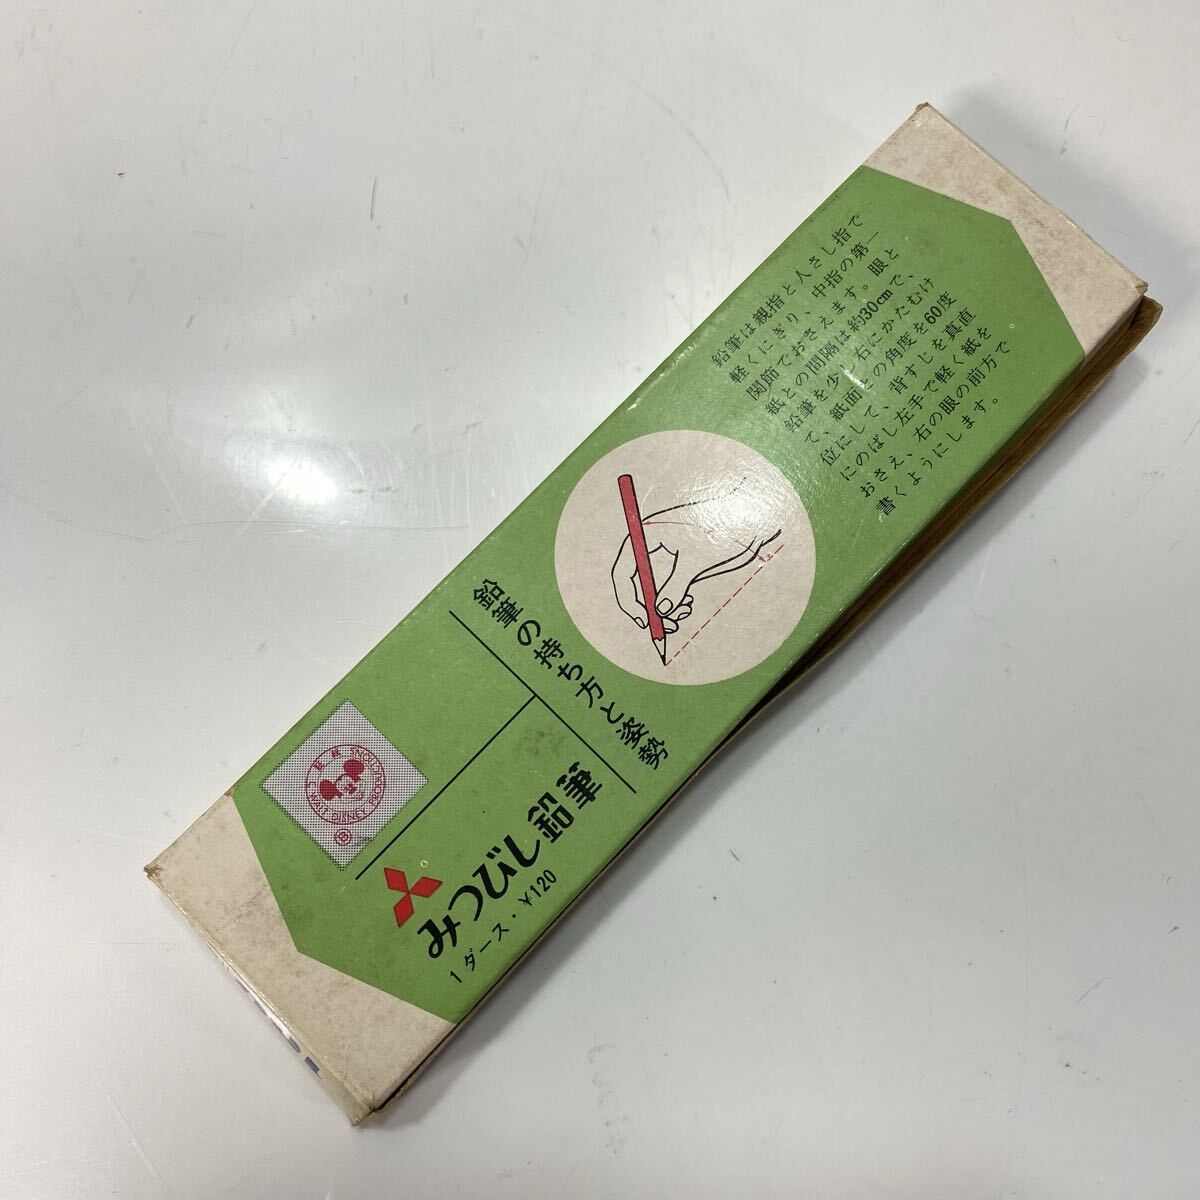 鉛筆は親指と人さし指で
軽くにぎり、中指の第一
関節でおさえます。眼と
紙との間隔は約30cmで、
鉛筆を少し右にかたむけ
て、紙面との角度を60度
位にして、背すじを真直
にのばし左手で軽く紙を
おさえ、右の眼の前方で
書くようにします。
鉛筆の持ち方と姿勢
C WALT DISNEY PRODUCTIONS
B
みつびし鉛筆
1ダース・¥120